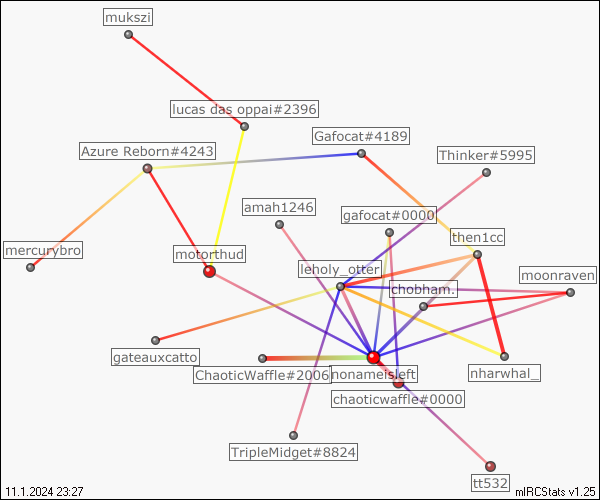 mukszi
lucas das oppai#2396
Gafocat#4189
Azure Reborn#4243
Thinker#5995
amah1246
gafocat#0000
then1cc
mercurybro
motorthud
leholy_otter
moonraven
chobham.
gateauxcatto
ChaoticWaffle#2006
nonameisleft
nharwhal_
chaoticwaffle#0000
TripleMidget#8824
tt532
11.1.2024 23:27
mIRCStats v1.25